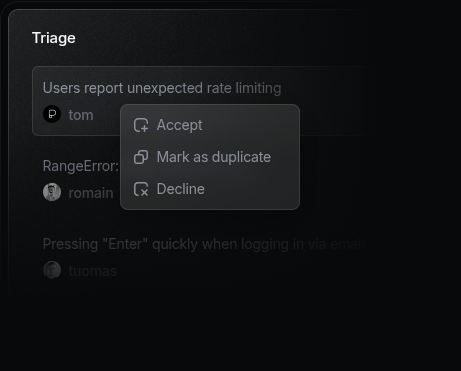 Triage
Users report unexpected rate limiting
tom
Accept
Mark as duplicate
RangeError:
Decline
romain
Pressing "Enter" quickly when logging in via email
tuomas